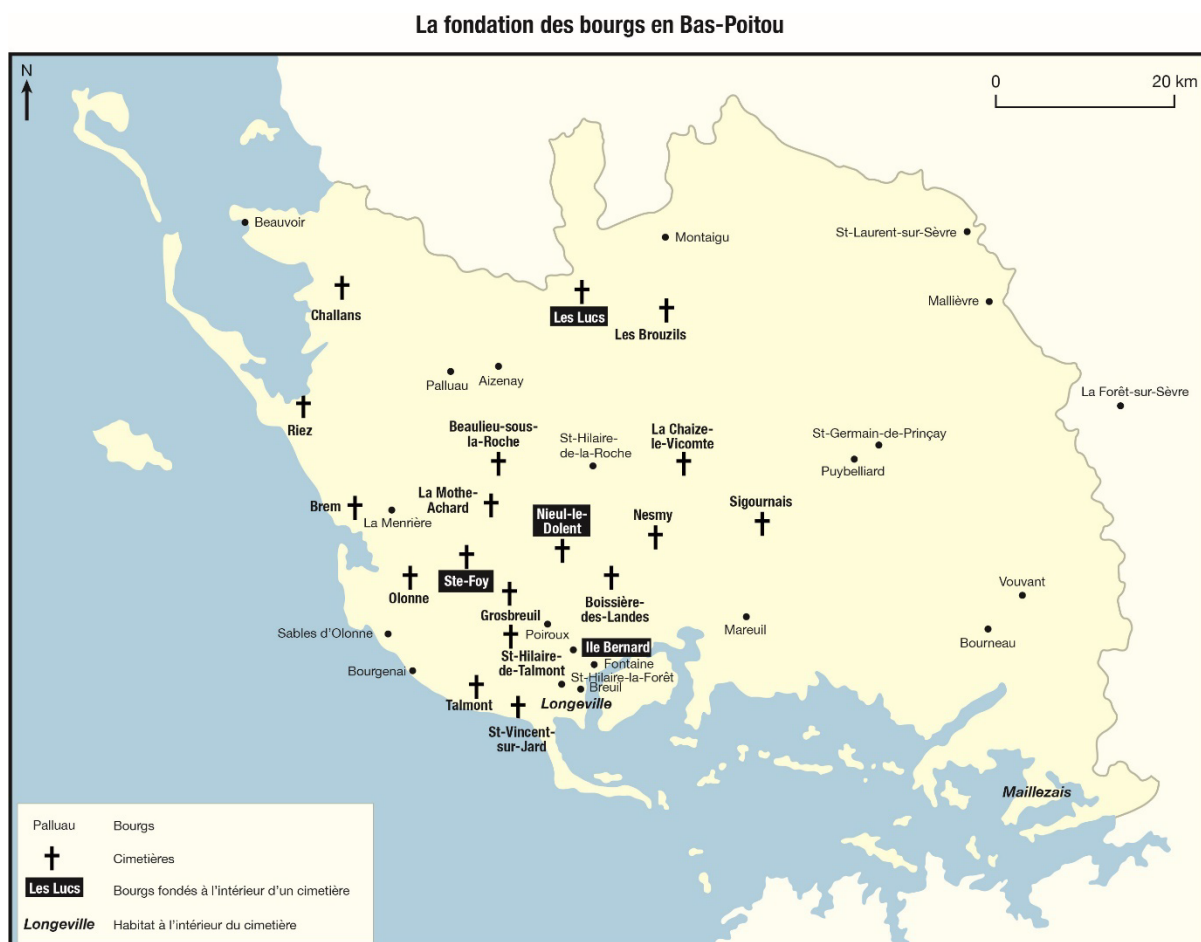 La fondation des bourgs en Bas-Poitou
N
0 20 km
Beauvoir
Montaigu
St-Laurent-sur-Sèvre
Challans
Les Lucs
Les Brouzils
Mallièvre
Palluau
Aizenay
La Forêt-sur-Sèvre
Riez
Beaulieu-sous-
la-Roche
St-Hilaire-
de-la-Roche
La Chaize-
le-Vicomte
St-Germain-de-Prinçay
Puybelliard
Brem
La Menrière
La Mothe-
Achard
Nieul-le-
Dolent
Nesmy
Sigournais
Olonne
Ste-Foy
Grosbreuil
Boissière-
des-Landes
Vouvant
Sables d'Olonne
Poiroux
Mareuil
Bourneau
Ile Bernard
Bourgenai
St-Hilaire-
de-Talmont
Fontaine
St-Hilaire-la-Forêt
Breuil
Talmont
Longeville
St-Vincent-
sur-Jard
Maillezais
Palluau Bourgs
Cimetières
Les Lucs Bourgs fondés à l'intérieur d'un cimetière
Longeville Habitat à l'intérieur du cimetière